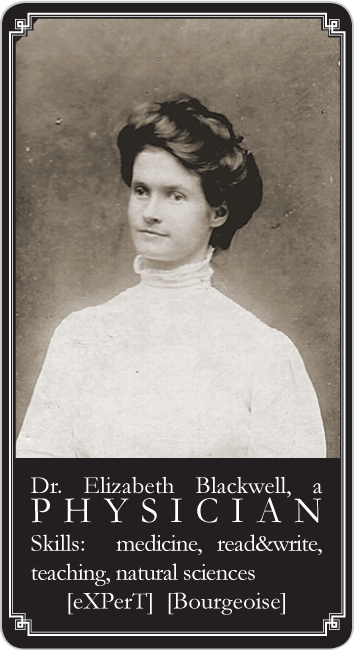 Dr. Elizabeth Blackwell, a
PHYSICIAN
Skills: medicine, read&write,
teaching, natural sciences
[eXPerT] [Bourgeoise]